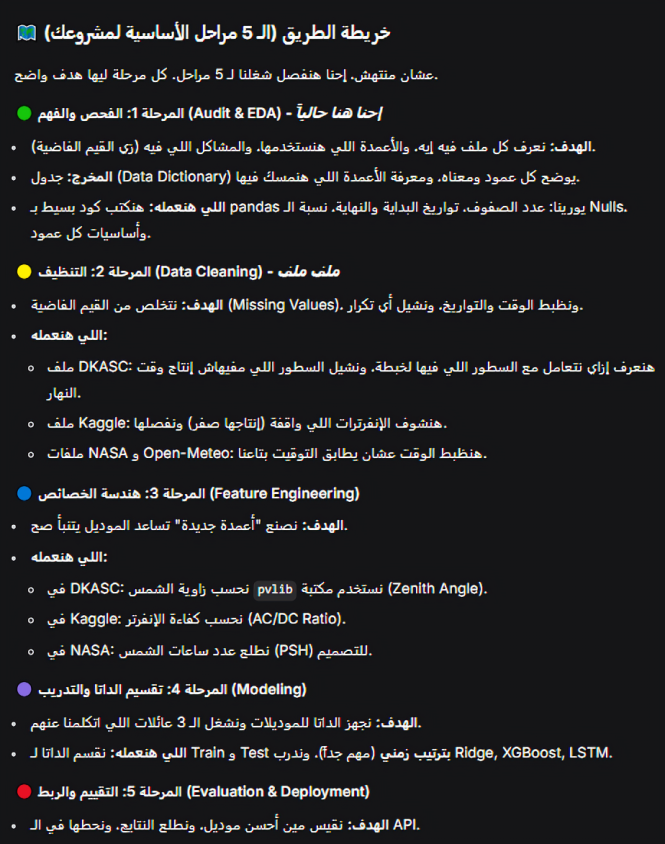 🗺️ خريطة الطريق (الـ 5 مراحل الأساسية لمشروعك)
عشان منتهش، إحنا هنفصل شغلنا لـ 5 مراحل. كل مرحلة ليها هدف واضح.
🟢 المرحلة 1: الفحص والفهم (Audit & EDA) - إحنا هنا حالياً
• الهدف: نعرف كل ملف فيه إيه، والأعمدة اللي هنستخدمها، والمشاكل اللي فيه (زي القيم الفاضية).
• المخرج: جدول (Data Dictionary) يوضح كل عمود ومعناه، ومعرفة الأعمدة اللي هنمسك فيها.
• اللي هنعمله: هنكتب كود بسيط بـ pandas يورينا: عدد الصفوف، تواريخ البداية والنهاية، نسبة الـ Nulls،
وأساسيات كل عمود.
🟡 المرحلة 2: التنظيف (Data Cleaning) - ملف ملف
• الهدف: نتخلص من القيم الفاضية (Missing Values)، ونظبط الوقت والتواريخ، ونشيل أي تكرار.
• اللي هنعمله:
◦ ملف DKASC: هنعرف إزاي نتعامل مع السطور اللي فيها لخبطة، ونشيل السطور اللي مفيهاش إنتاج وقت
النهار.
◦ ملف Kaggle: هنشوف الإنفرترات اللي واقفة (إنتاجها صفر) ونفصلها.
◦ ملفات NASA و Open-Meteo: هنظبط الوقت عشان يطابق التوقيت بتاعنا.
🔵 المرحلة 3: هندسة الخصائص (Feature Engineering)
• الهدف: نصنع "أعمدة جديدة" تساعد الموديل يتنبأ صح.
• اللي هنعمله:
◦ في DKASC: نستخدم مكتبة pvlib نحسب زاوية الشمس (Zenith Angle).
◦ في Kaggle: نحسب كفاءة الإنفرتر (AC/DC Ratio).
◦ في NASA: نطلع عدد ساعات الشمس (PSH) للتصميم.
🟣 المرحلة 4: تقسيم الداتا والتدريب (Modeling)
• الهدف: نجهز الداتا للموديلات ونشغل الـ 3 عائلات اللي اتكلمنا عنهم.
• اللي هنعمله: نقسم الداتا لـ Train و Test بترتيب زمني (مهم جداً)، وندرب Ridge, XGBoost, LSTM.
🔴 المرحلة 5: التقييم والربط (Evaluation & Deployment)
• الهدف: نقيس مين أحسن موديل، ونطلع النتايج، ونحطها في الـ API.